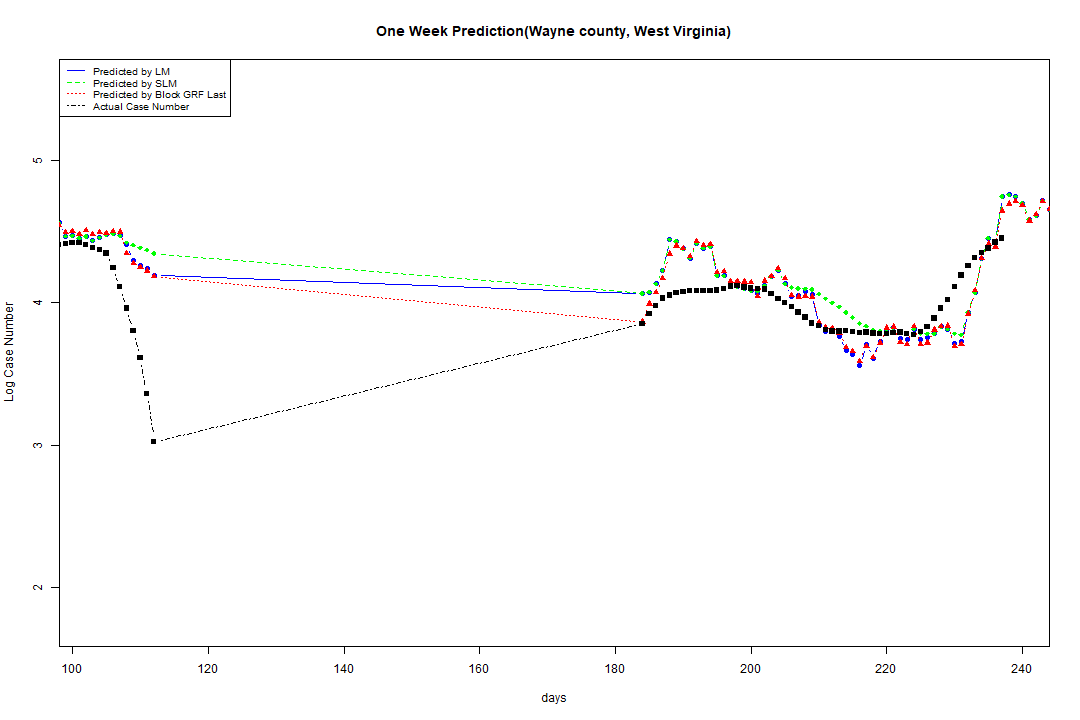 One Week Prediction(Wayne county, West Virginia)
Predicted by LM
Predicted by SLM
Predicted by Block GRF Last
Actual Case Number
5
4
3
2
Log Case Number
100 120 140 160 180 200 220 240
days